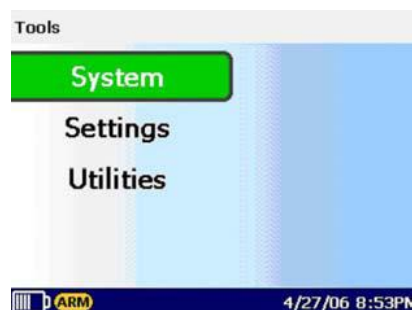 Tools
System
Settings
Utilities
ARM 4/27/06 8:53PM